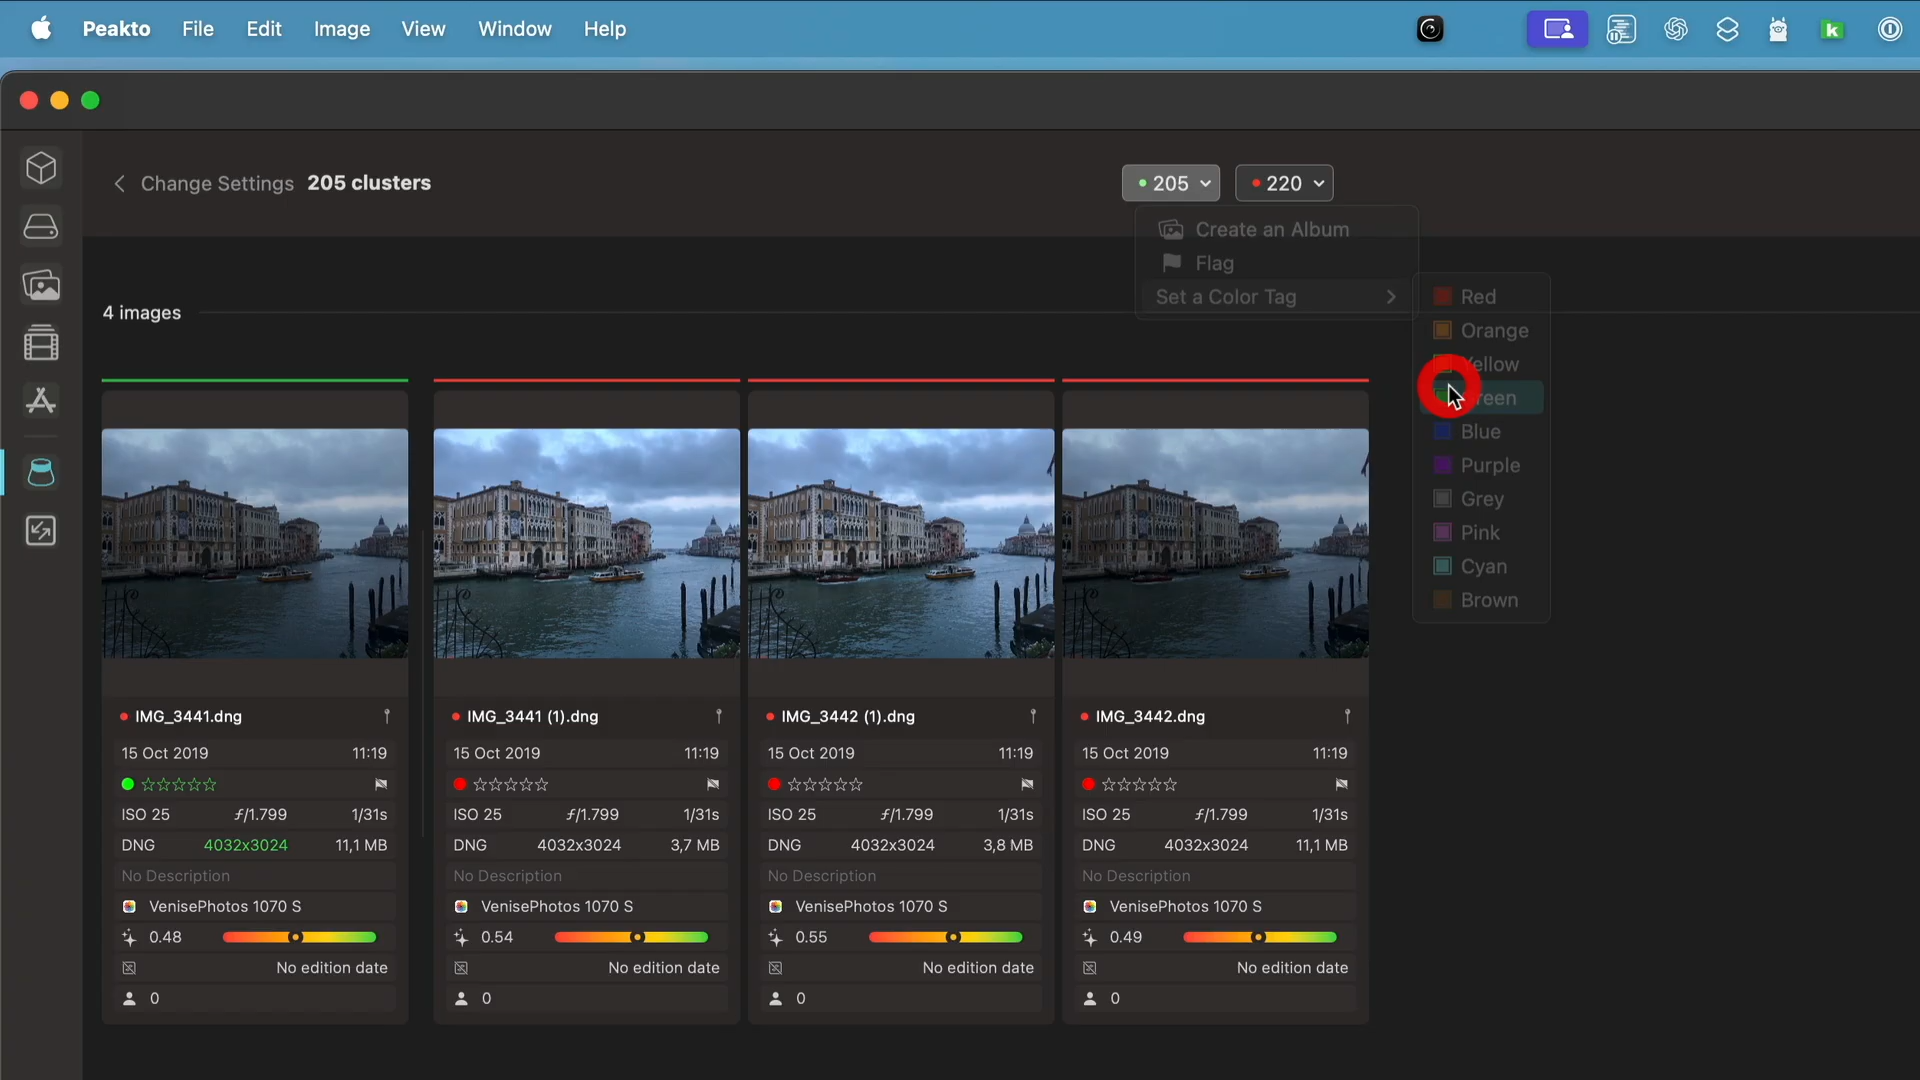 Peakto File Edit Image View Window Help
Change Settings 205 clusters
205
220
Create an Album
Flag
Set a Color Tag
Red
Orange
Yellow
Green
Blue
Purple
Grey
Pink
Cyan
Brown
4 images
IMG_3441.dng
15 Oct 2019 11:19
ISO 25 ƒ/1.799 1/31s
DNG 4032x3024 11,1 MB
No Description
VenisePhotos 1070 S
0.48
No edition date
0
IMG_3441 (1).dng
15 Oct 2019 11:19
ISO 25 ƒ/1.799 1/31s
DNG 4032x3024 3,7 MB
No Description
VenisePhotos 1070 S
0.54
No edition date
0
IMG_3442 (1).dng
15 Oct 2019 11:19
ISO 25 ƒ/1.799 1/31s
DNG 4032x3024 3,8 MB
No Description
VenisePhotos 1070 S
0.55
No edition date
0
IMG_3442.dng
15 Oct 2019 11:19
ISO 25 ƒ/1.799 1/31s
DNG 4032x3024 11,1 MB
No Description
VenisePhotos 1070 S
0.49
No edition date
0